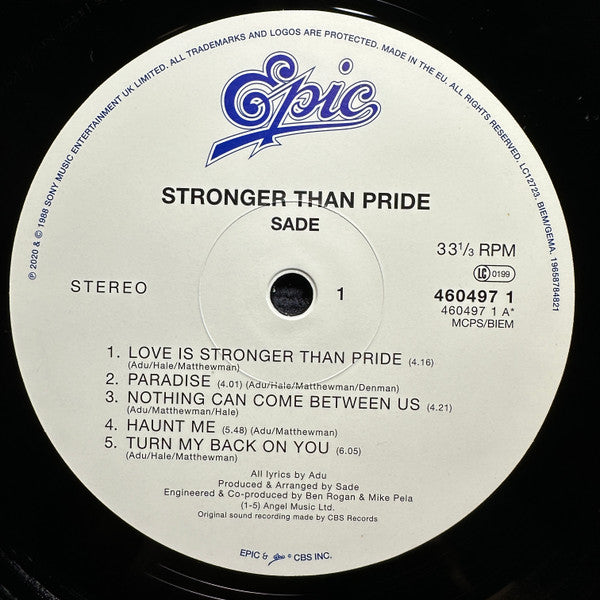 ℗ 2020 & © 1988 SONY MUSIC ENTERTAINMENT UK LIMITED. ALL TRADEMARKS AND LOGOS ARE PROTECTED. MADE IN THE EU. ALL RIGHTS RESERVED. LC12723. BIEM/GEMA. 19658784821
Epic
STRONGER THAN PRIDE
SADE
33 1/3 RPM
LC 0199
STEREO
1
460497 1
460497 1 A*
MCPS/BIEM
1. LOVE IS STRONGER THAN PRIDE (4.16)
(Adu/Hale/Matthewman)
2. PARADISE (4.01) (Adu/Hale/Matthewman/Denman)
3. NOTHING CAN COME BETWEEN US (4.21)
(Adu/Matthewman/Hale)
4. HAUNT ME (5.48) (Adu/Matthewman)
5. TURN MY BACK ON YOU (6.05)
(Adu/Hale/Matthewman)
All lyrics by Adu
Produced & Arranged by Sade
Engineered & Co-produced by Ben Rogan & Mike Pela
(1-5) Angel Music Ltd.
Original sound recording made by CBS Records
EPIC & Epic ® CBS INC.